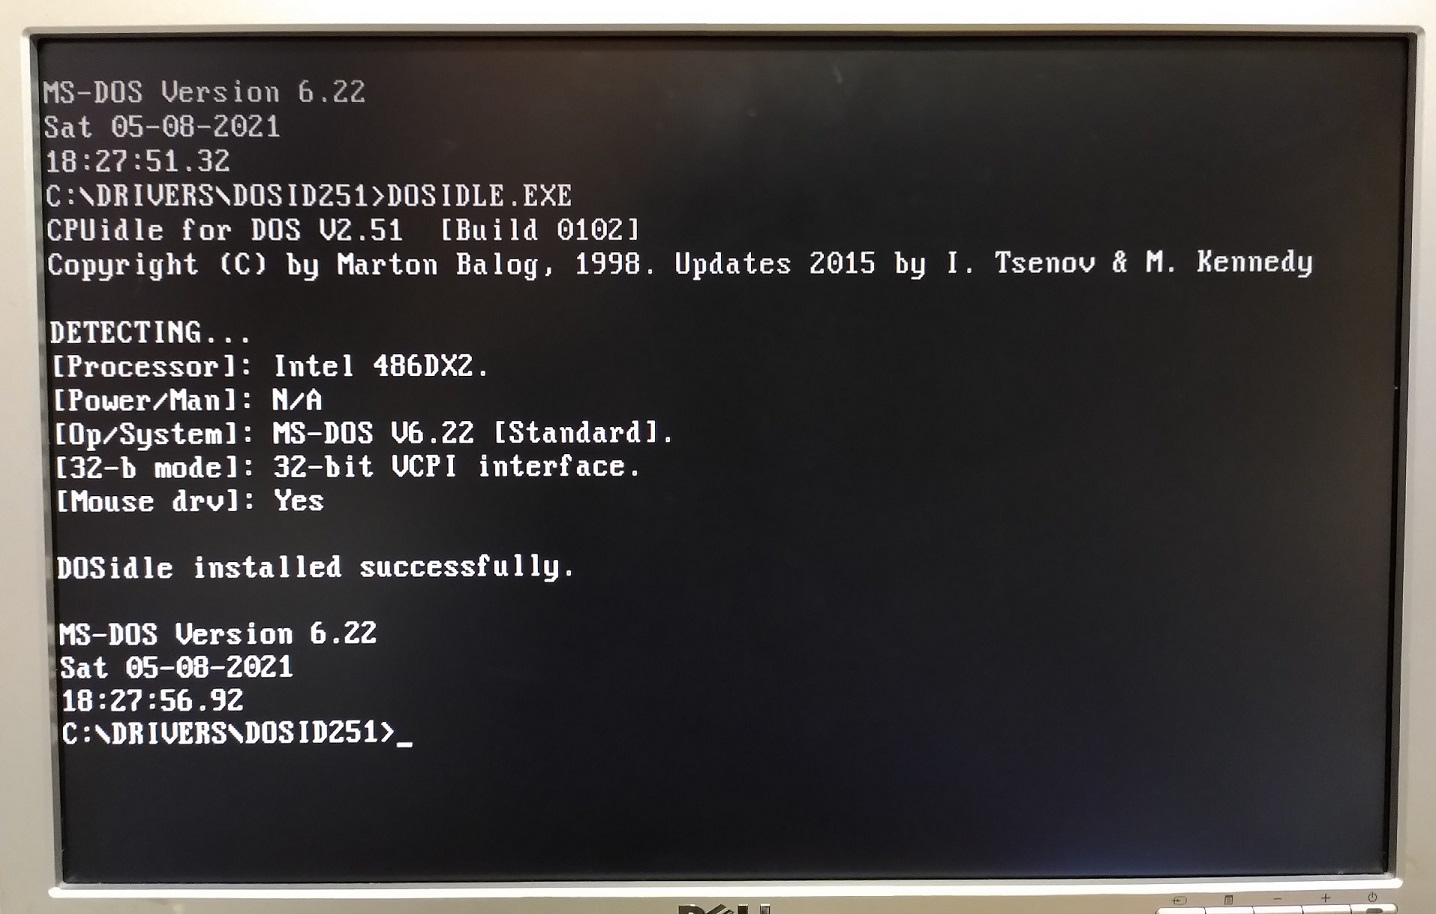 MS-DOS Version 6.22
Sat 05-08-2021
18:27:51.32
C:\DRIVERS\DOSID251>DOSIDLE.EXE
CPUidle for DOS V2.51  [Build 0102]
Copyright (C) by Marton Balog, 1998. Updates 2015 by I. Tsenov & M. Kennedy
DETECTING...
[Processor]: Intel 486DX2.
[Power/Man]: N/A
[Op/System]: MS-DOS V6.22 [Standard].
[32-b mode]: 32-bit VCPI interface.
[Mouse drv]: Yes
DOSidle installed successfully.
MS-DOS Version 6.22
Sat 05-08-2021
18:27:56.92
C:\DRIVERS\DOSID251>_
DELL